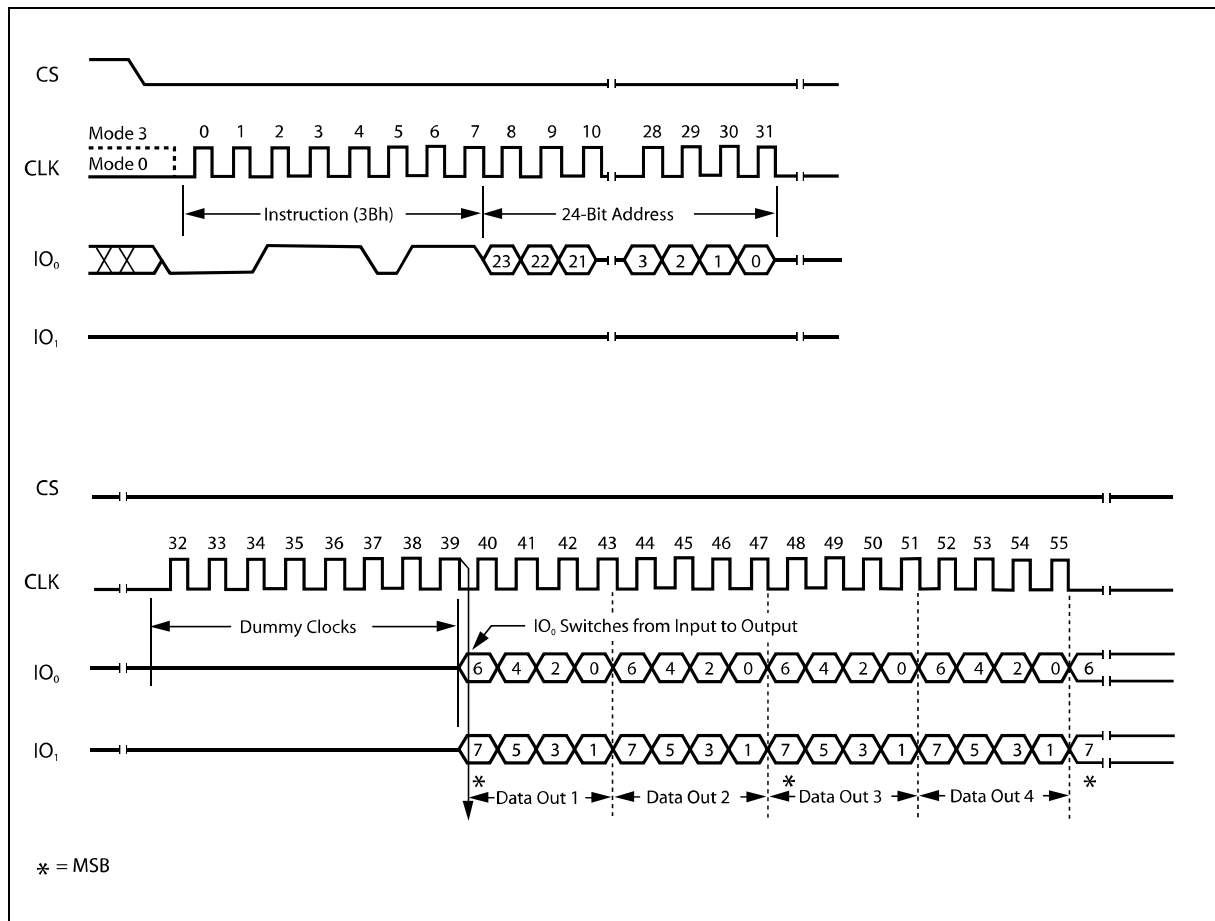 CS
Mode 3
0 1 2 3 4 5 6 7 8 9 10 28 29 30 31
CLK
Mode 0
Instruction (3Bh)
24-Bit Address
IO₀
23 22 21 3 2 1 0
IO₁
CS
32 33 34 35 36 37 38 39 40 41 42 43 44 45 46 47 48 49 50 51 52 53 54 55
CLK
Dummy Clocks
IO₀ Switches from Input to Output
IO₀
6 4 2 0 6 4 2 0 6 4 2 0 6 4 2 0 6
IO₁
7 5 3 1 7 5 3 1 7 5 3 1 7 5 3 1 7
* * *
Data Out 1 Data Out 2 Data Out 3 Data Out 4
* = MSB